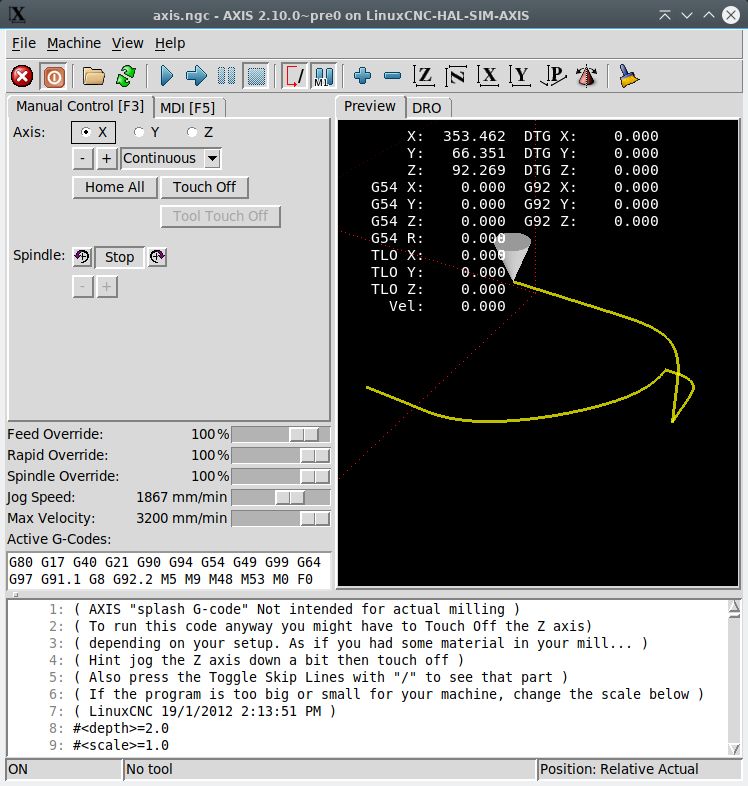 axis.ngc - AXIS 2.10.0~pre0 on LinuxCNC-HAL-SIM-AXIS
File Machine View Help
Z N X Y P
M1
Manual Control [F3] MDI [F5]
Axis: X Y Z
- + Continuous
Home All Touch Off
Tool Touch Off
Spindle: Stop
- +
Feed Override: 100%
Rapid Override: 100%
Spindle Override: 100%
Jog Speed: 1867 mm/min
Max Velocity: 3200 mm/min
Active G-Codes:
G80 G17 G40 G21 G90 G94 G54 G49 G99 G64
G97 G91.1 G8 G92.2 M5 M9 M48 M53 M0 F0
Preview DRO
X: 353.462 DTG X: 0.000
Y: 66.351 DTG Y: 0.000
Z: 92.269 DTG Z: 0.000
G54 X: 0.000 G92 X: 0.000
G54 Y: 0.000 G92 Y: 0.000
G54 Z: 0.000 G92 Z: 0.000
G54 R: 0.000
TLO X: 0.000
TLO Y: 0.000
TLO Z: 0.000
Vel: 0.000
1: ( AXIS "splash G-code" Not intended for actual milling )
2: ( To run this code anyway you might have to Touch Off the Z axis)
3: ( depending on your setup. As if you had some material in your mill... )
4: ( Hint jog the Z axis down a bit then touch off )
5: ( Also press the Toggle Skip Lines with "/" to see that part )
6: ( If the program is too big or small for your machine, change the scale below )
7: ( LinuxCNC 19/1/2012 2:13:51 PM )
8: #<depth>=2.0
9: #<scale>=1.0
ON No tool Position: Relative Actual